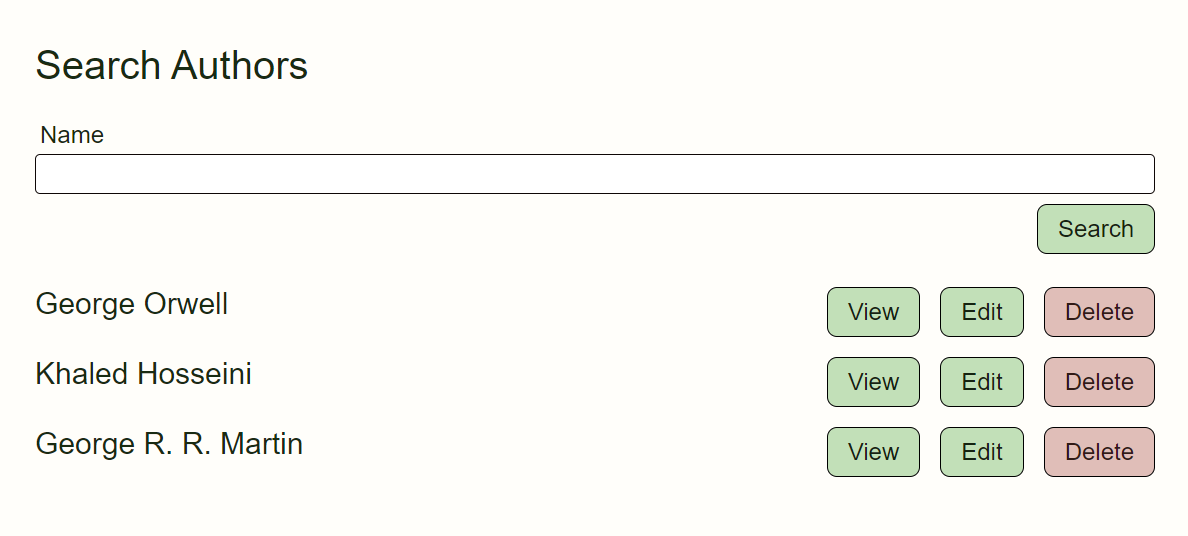 Search Authors
Name
Search
George Orwell View Edit Delete
Khaled Hosseini View Edit Delete
George R. R. Martin View Edit Delete